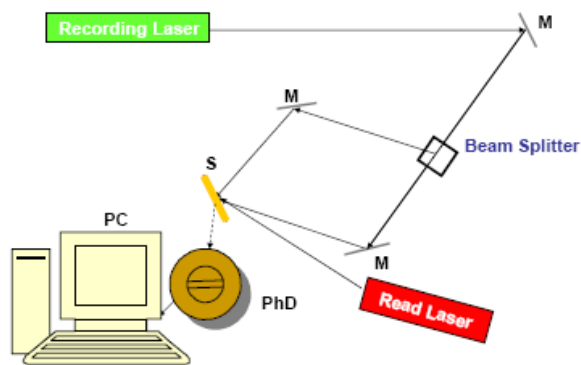 Recording Laser
M
M
Beam Splitter
S
PC
M
PhD
Read Laser